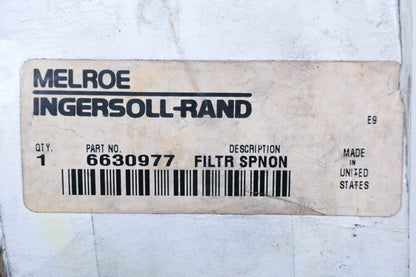 MELROE
INGERSOLL-RAND
E9
QTY. PART NO. DESCRIPTION
1 6630977 FILTR SPNON
MADE
IN
UNITED
STATES